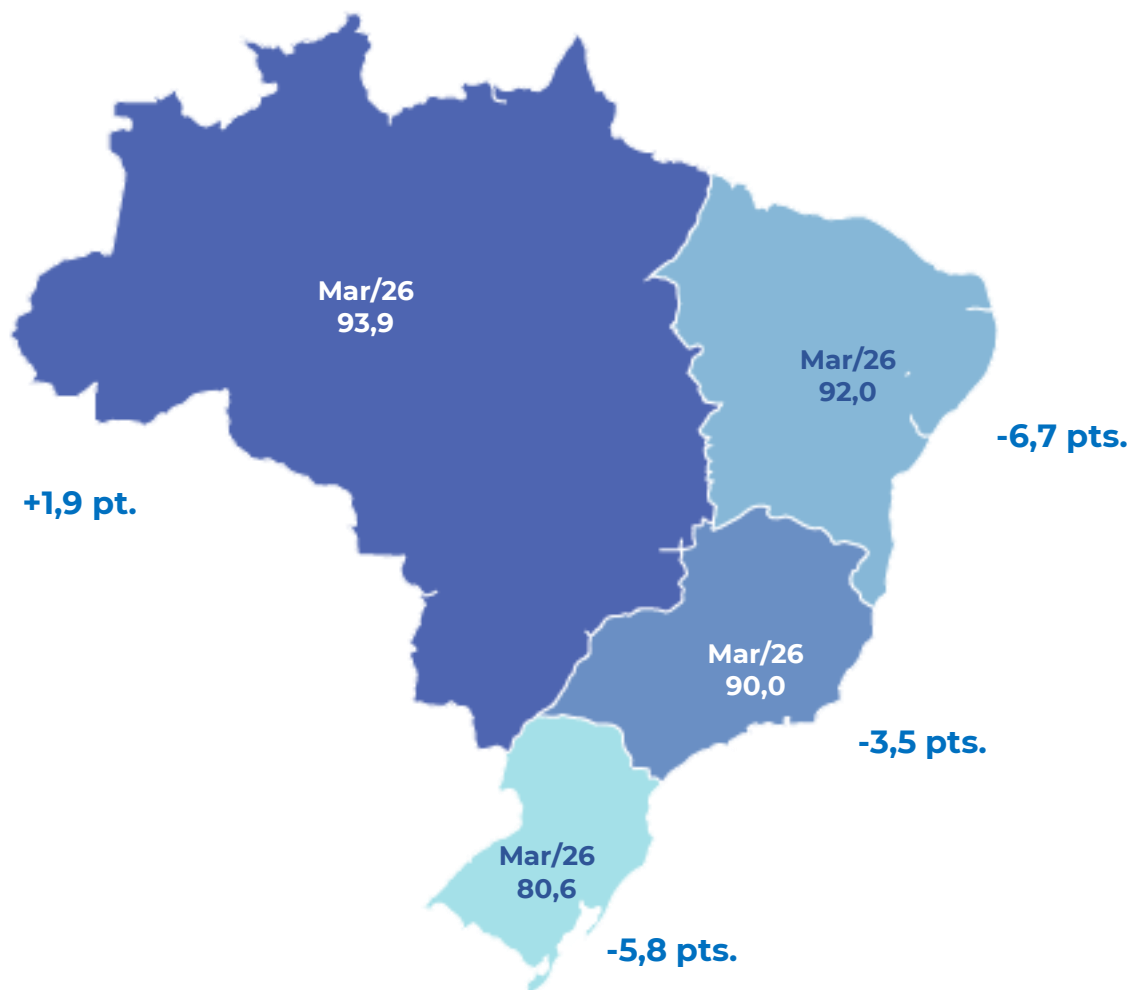 Mar/26
93,9
Mar/26
92,0
-6,7 pts.
+1,9 pt.
Mar/26
90,0
-3,5 pts.
Mar/26
80,6
-5,8 pts.